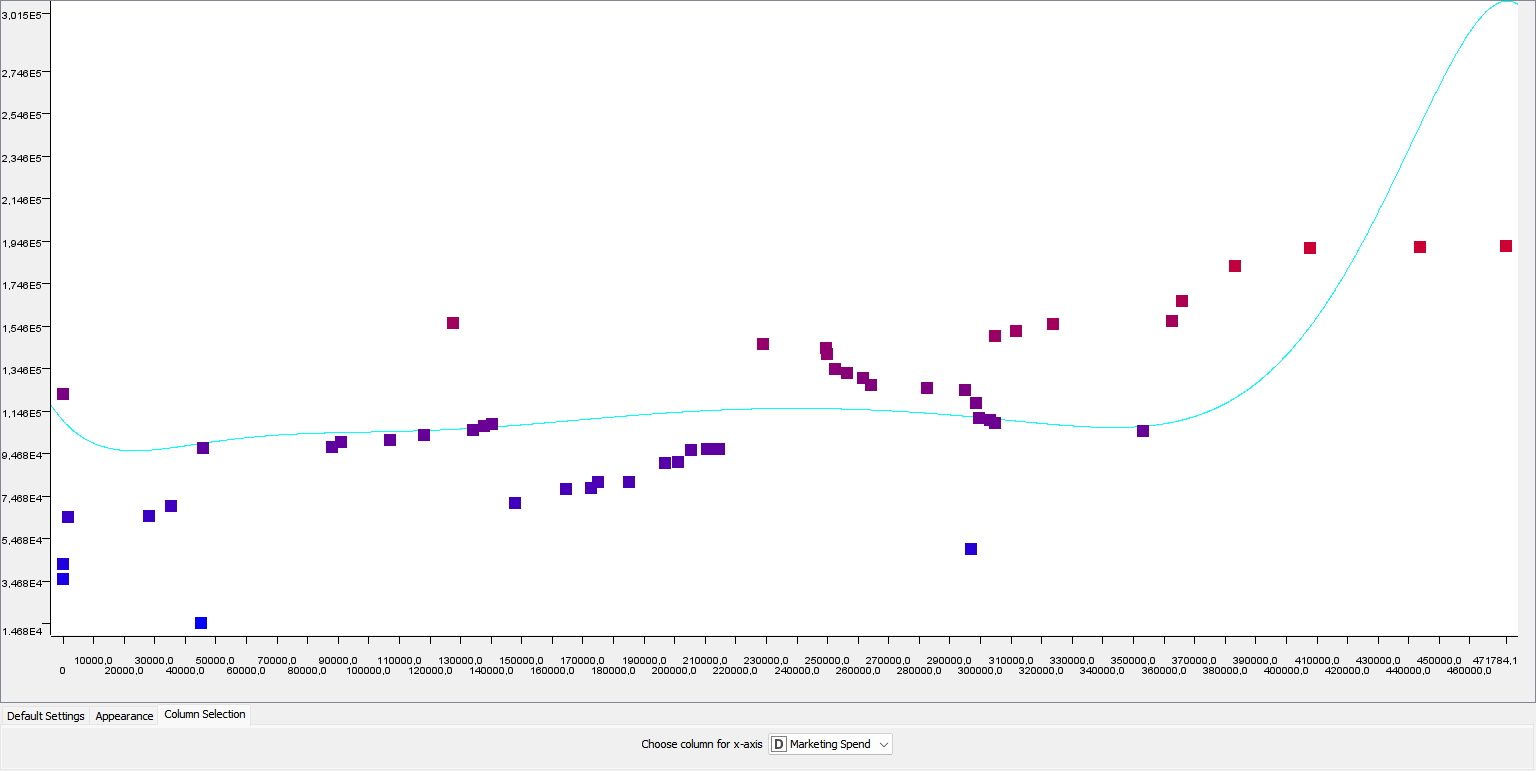 3,015E5
2,746E5
2,546E5
2,346E5
2,146E5
1,946E5
1,746E5
1,546E5
1,346E5
1,146E5
9,468E4
7,468E4
5,468E4
3,468E4
1,468E4
10000,0 30000,0 50000,0 70000,0 90000,0 110000,0 130000,0 150000,0 170000,0 190000,0 210000,0 230000,0 250000,0 270000,0 290000,0 310000,0 330000,0 350000,0 370000,0 390000,0 410000,0 430000,0 450000,0 471784,1
0 20000,0 40000,0 60000,0 80000,0 100000,0 120000,0 140000,0 160000,0 180000,0 200000,0 220000,0 240000,0 260000,0 280000,0 300000,0 320000,0 340000,0 360000,0 380000,0 400000,0 420000,0 440000,0 460000,0
Default Settings Appearance Column Selection
Choose column for x-axis D Marketing Spend